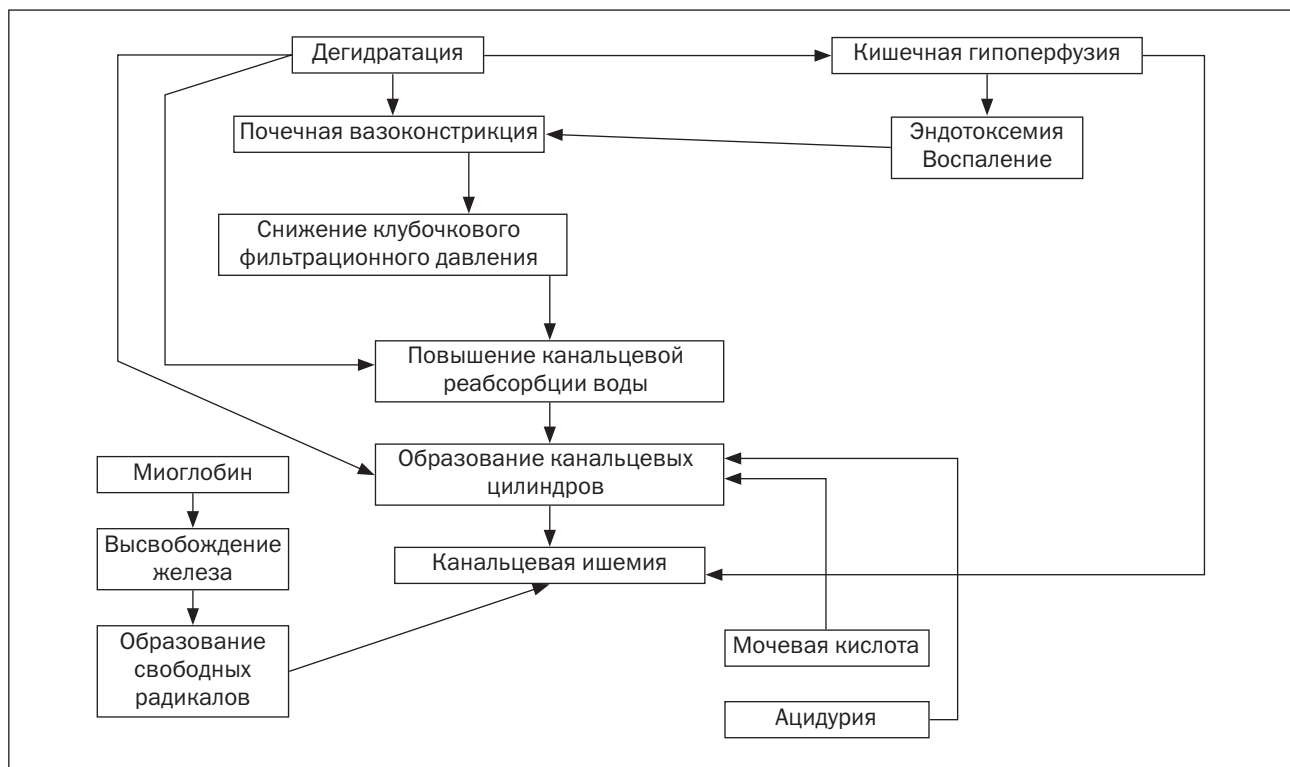 Дегидратация
Кишечная гипоперфузия
Почечная вазоконстрикция
Эндотоксемия
Воспаление
Снижение клубочкового
фильтрационного давления
Повышение канальцевой
реабсорбции воды
Образование канальцевых
цилиндров
Миоглобин
Высвобождение
железа
Канальцевая ишемия
Образование
свободных
радикалов
Мочевая кислота
Ацидурия